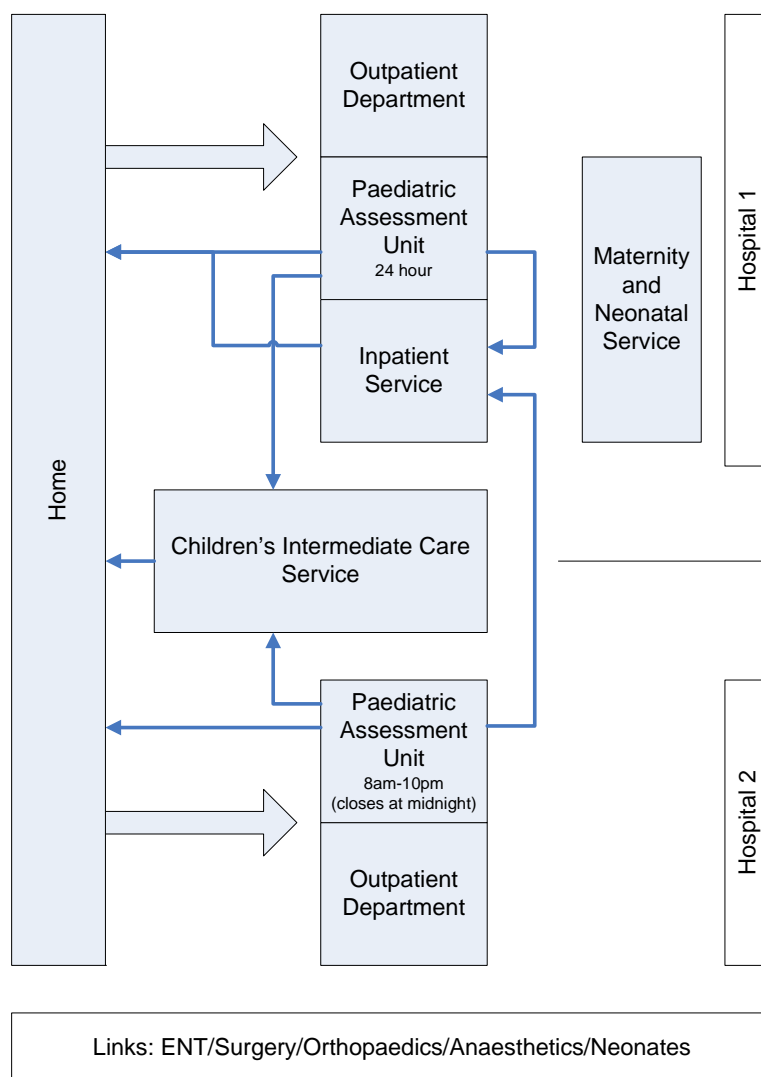 Home
Outpatient
Department
Paediatric
Assessment
Unit
24 hour
Inpatient
Service
Maternity
and
Neonatal
Service
Hospital 1
Children’s Intermediate Care
Service
Paediatric
Assessment
Unit
8am-10pm
(closes at midnight)
Outpatient
Department
Hospital 2
Links: ENT/Surgery/Orthopaedics/Anaesthetics/Neonates